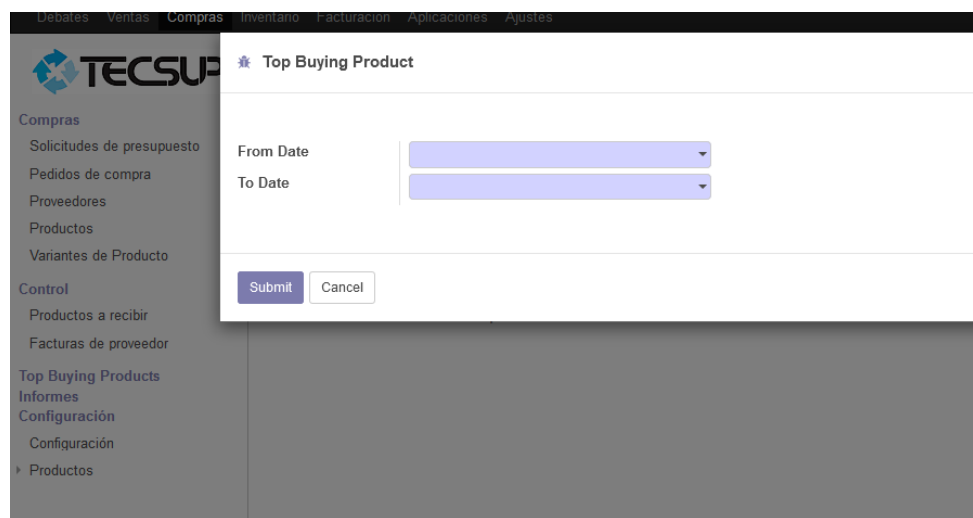 Debates Ventas Compras Inventario Facturación Aplicaciones Ajustes
TECSUP
Top Buying Product
Compras
Solicitudes de presupuesto
Pedidos de compra
Proveedores
Productos
Variantes de Producto
From Date
To Date
Submit Cancel
Control
Productos a recibir
Facturas de proveedor
Top Buying Products
Informes
Configuración
Configuración
Productos